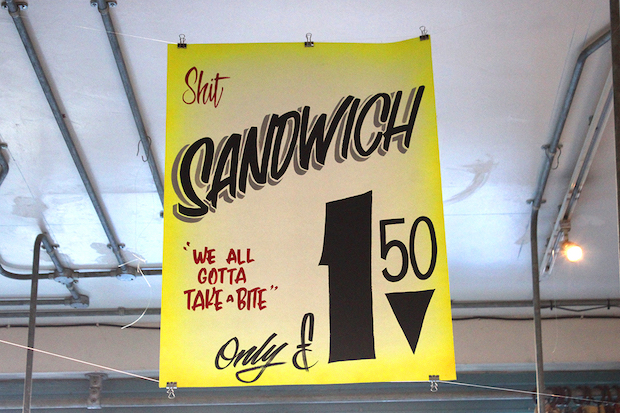 Shit
SANDWICH
"WE ALL
GOTTA
TAKE A BITE"
Only £1 50